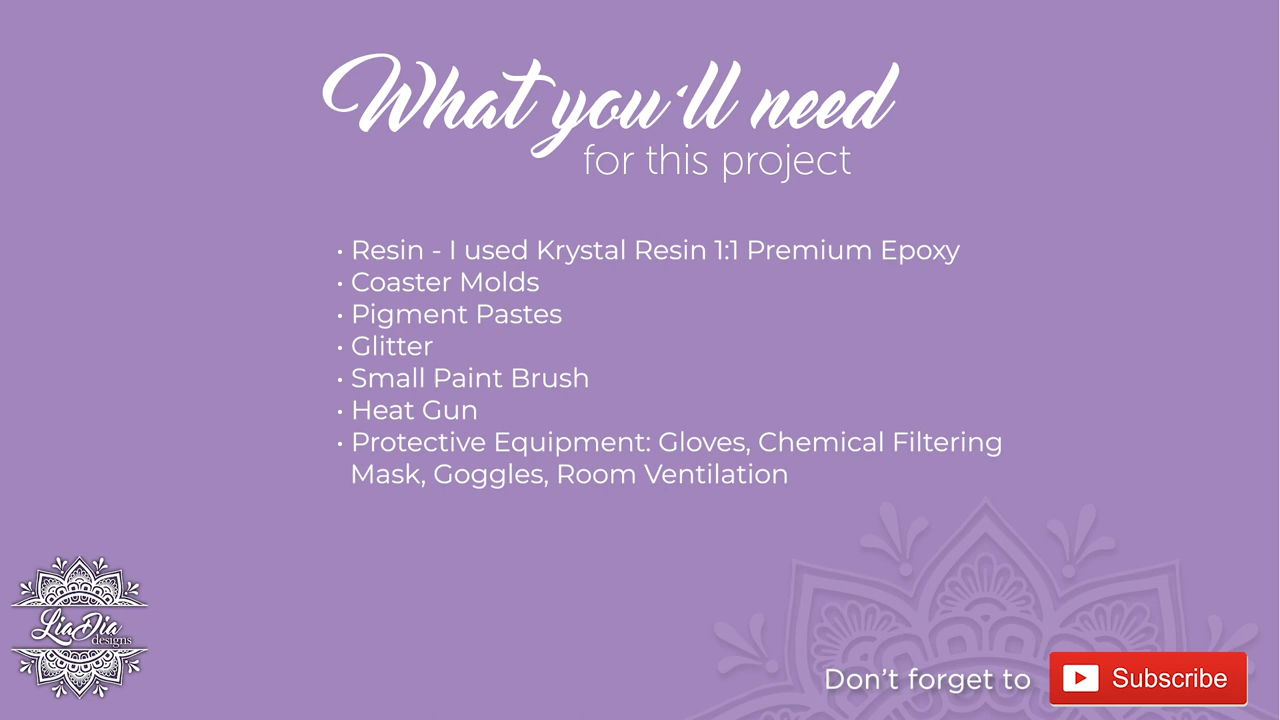 What you'll need
for this project
• Resin - I used Krystal Resin 1:1 Premium Epoxy
• Coaster Molds
• Pigment Pastes
• Glitter
• Small Paint Brush
• Heat Gun
• Protective Equipment: Gloves, Chemical Filtering
Mask, Goggles, Room Ventilation
LiaDia
designs
Don't forget to
Subscribe